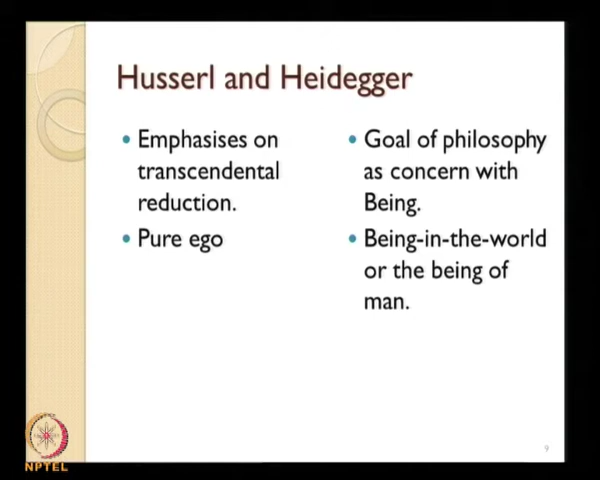 Husserl and Heidegger
Emphasises on
transcendental
reduction.
Pure ego
Goal of philosophy
as concern with
Being.
Being-in-the-world
or the being of
man.
9
NPTEL